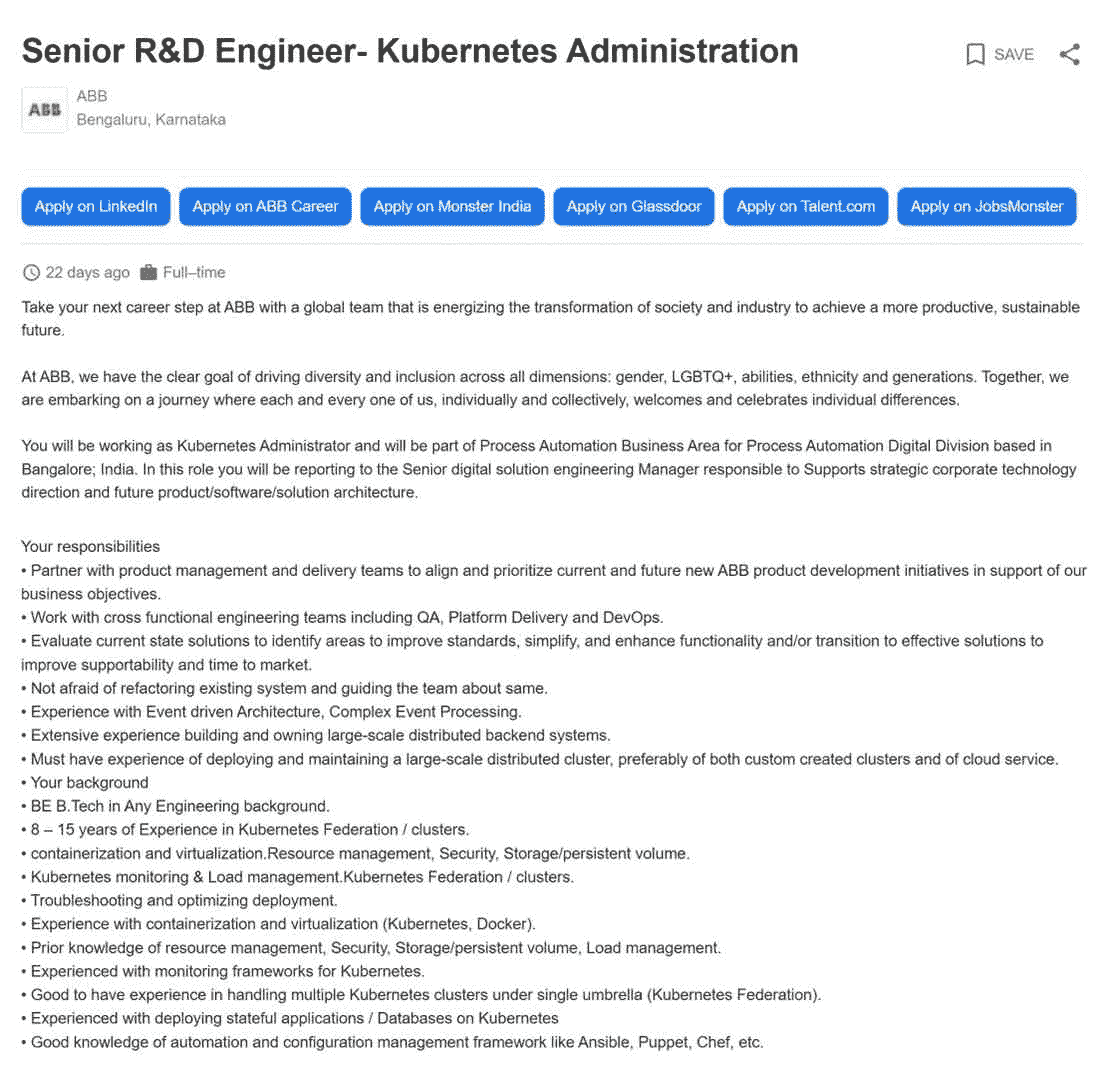 Senior R&D Engineer- Kubernetes Administration
SAVE
ABB
ABB
Bengaluru, Karnataka
Apply on LinkedIn
Apply on ABB Career
Apply on Monster India
Apply on Glassdoor
Apply on Talent.com
Apply on JobsMonster
22 days ago
Full–time
Take your next career step at ABB with a global team that is energizing the transformation of society and industry to achieve a more productive, sustainable
future.
At ABB, we have the clear goal of driving diversity and inclusion across all dimensions: gender, LGBTQ+, abilities, ethnicity and generations. Together, we
are embarking on a journey where each and every one of us, individually and collectively, welcomes and celebrates individual differences.
You will be working as Kubernetes Administrator and will be part of Process Automation Business Area for Process Automation Digital Division based in
Bangalore; India. In this role you will be reporting to the Senior digital solution engineering Manager responsible to Supports strategic corporate technology
direction and future product/software/solution architecture.
Your responsibilities
• Partner with product management and delivery teams to align and prioritize current and future new ABB product development initiatives in support of our
business objectives.
• Work with cross functional engineering teams including QA, Platform Delivery and DevOps.
• Evaluate current state solutions to identify areas to improve standards, simplify, and enhance functionality and/or transition to effective solutions to
improve supportability and time to market.
• Not afraid of refactoring existing system and guiding the team about same.
• Experience with Event driven Architecture, Complex Event Processing.
• Extensive experience building and owning large-scale distributed backend systems.
• Must have experience of deploying and maintaining a large-scale distributed cluster, preferably of both custom created clusters and of cloud service.
• Your background
• BE B.Tech in Any Engineering background.
• 8 – 15 years of Experience in Kubernetes Federation / clusters.
• containerization and virtualization.Resource management, Security, Storage/persistent volume.
• Kubernetes monitoring & Load management.Kubernetes Federation / clusters.
• Troubleshooting and optimizing deployment.
• Experience with containerization and virtualization (Kubernetes, Docker).
• Prior knowledge of resource management, Security, Storage/persistent volume, Load management.
• Experienced with monitoring frameworks for Kubernetes.
• Good to have experience in handling multiple Kubernetes clusters under single umbrella (Kubernetes Federation).
• Experienced with deploying stateful applications / Databases on Kubernetes
• Good knowledge of automation and configuration management framework like Ansible, Puppet, Chef, etc.